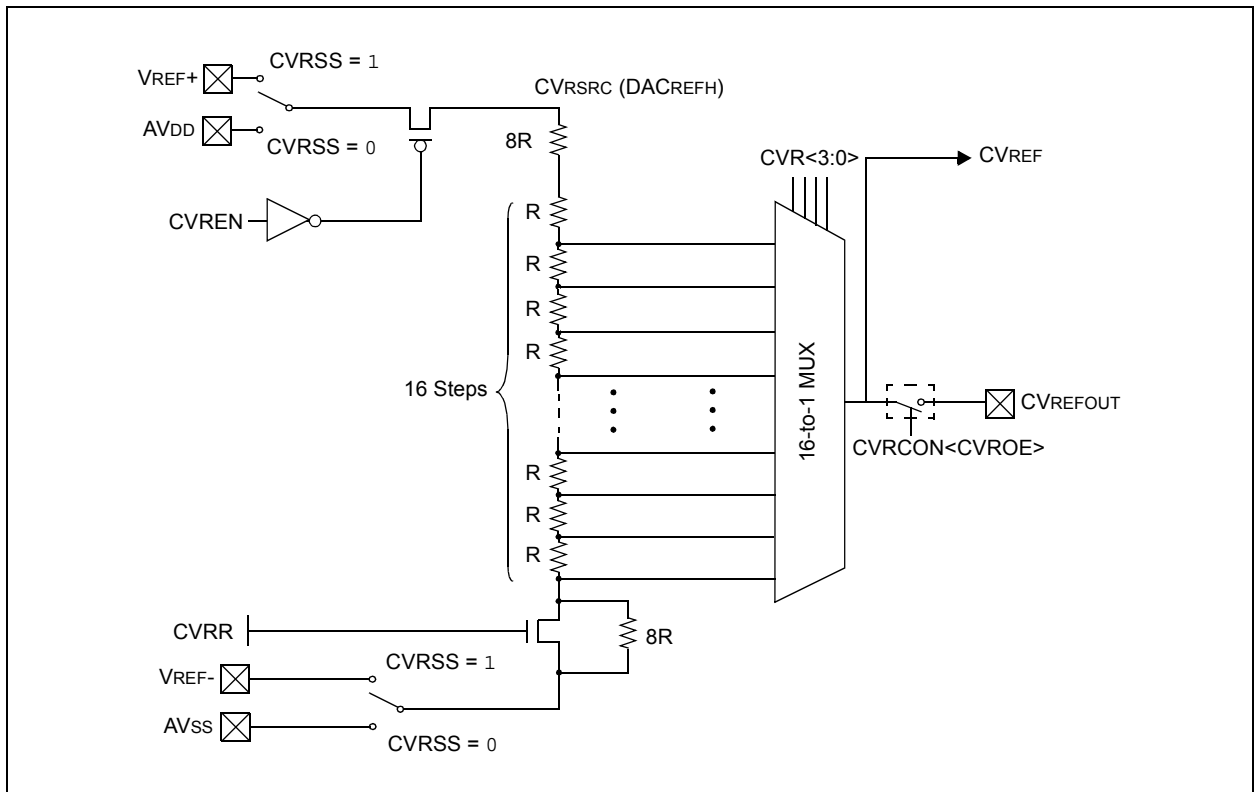 CVRSS = 1
VREF+
CVRSRC (DACREFH)
AVDD
8R
CVRSS = 0
CVR<3:0>
CVREF
CVREN
R
R
R
R
16 Steps
16-to-1 MUX
CVREFOUT
CVRCON<CVROE>
R
R
R
CVRR
8R
CVRSS = 1
VREF-
AVSS
CVRSS = 0